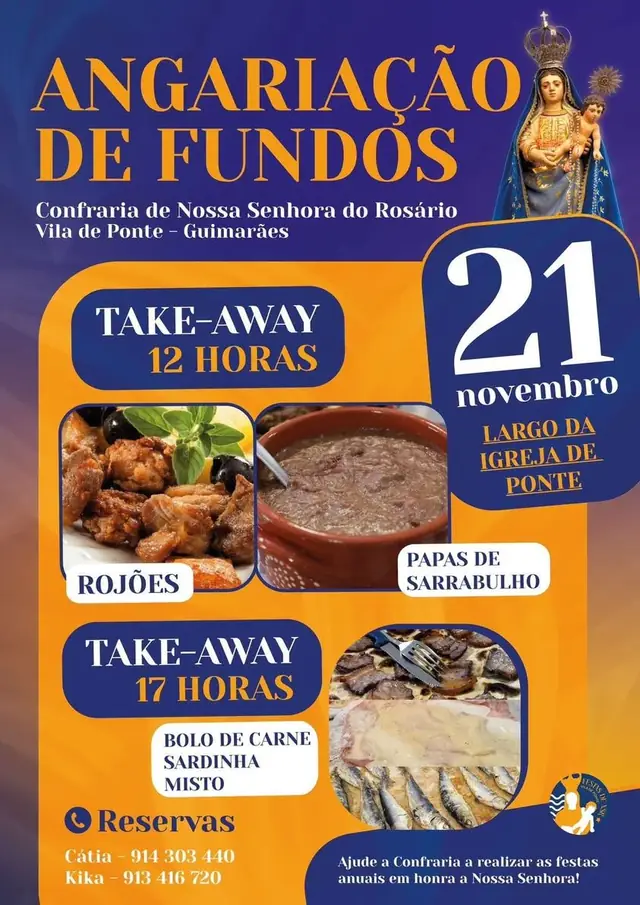 ANGARIAÇÃO
DE FUNDOS
Confraria de Nossa Senhora do Rosário
Vila de Ponte - Guimarães
21
novembro
LARGO DA
IGREJA DE
PONTE
TAKE-AWAY
12 HORAS
ROJÕES
PAPAS DE
SARRABULHO
TAKE-AWAY
17 HORAS
BOLO DE CARNE
SARDINHA
MISTO
Reservas
Cátia - 914 303 440
Kika - 913 416 720
Ajude a Confraria a realizar as festas
anuais em honra a Nossa Senhora!